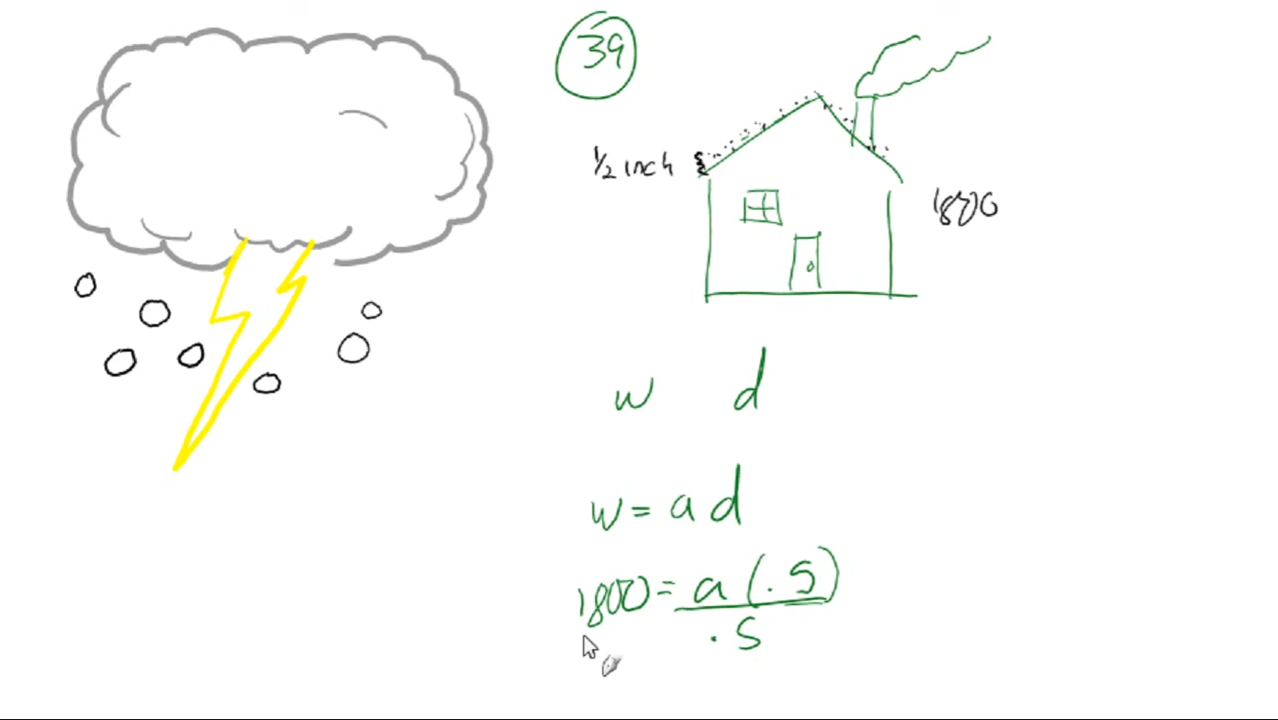 39
1/2 inch
1800
w d
w = a d
1800 = a (.5)
.5